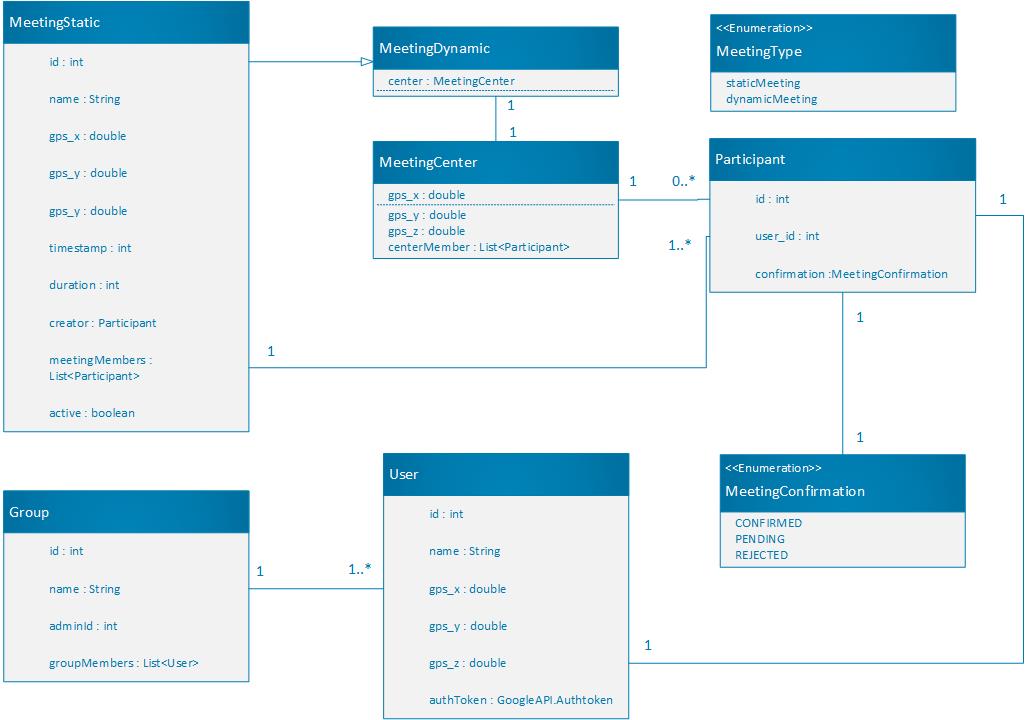 MeetingStatic
id : int
name : String
gps_x : double
gps_y : double
gps_y : double
timestamp : int
duration : int
creator : Participant
meetingMembers :
List<Participant>
active : boolean
MeetingDynamic
center : MeetingCenter
1
1
MeetingCenter
gps_x : double
gps_y : double
gps_z : double
centerMember : List<Participant>
<<Enumeration>>
MeetingType
staticMeeting
dynamicMeeting
1
0..*
Participant
id : int
user_id : int
confirmation :MeetingConfirmation
1
1..*
1
1
1
<<Enumeration>>
MeetingConfirmation
CONFIRMED
PENDING
REJECTED
Group
id : int
name : String
adminId : int
groupMembers : List<User>
1
1..*
User
id : int
name : String
gps_x : double
gps_y : double
gps_z : double
authToken : GoogleAPI.Authtoken
1